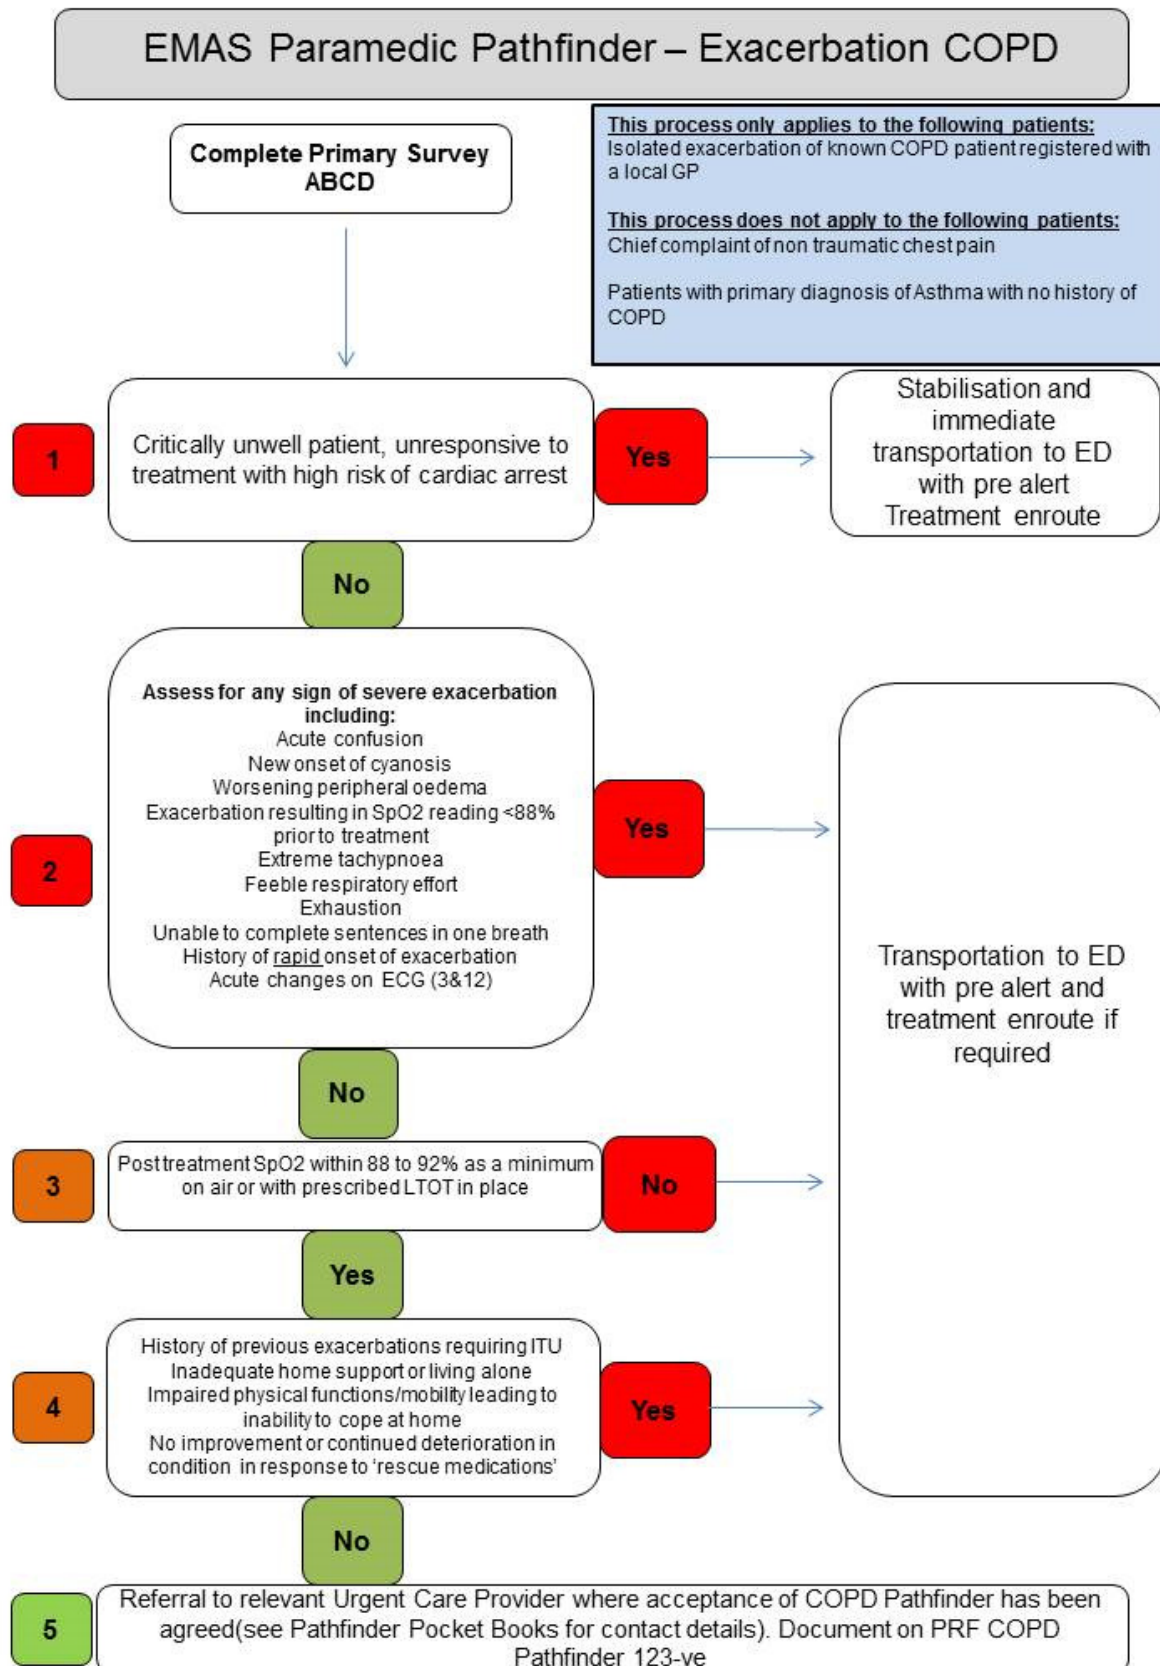 EMAS Paramedic Pathfinder – Exacerbation COPD
Complete Primary Survey
ABCD
This process only applies to the following patients:
Isolated exacerbation of known COPD patient registered with
a local GP
This process does not apply to the following patients:
Chief complaint of non traumatic chest pain
Patients with primary diagnosis of Asthma with no history of
COPD
1
Critically unwell patient, unresponsive to
treatment with high risk of cardiac arrest
Yes
Stabilisation and
immediate
transportation to ED
with pre alert
Treatment enroute
No
2
Assess for any sign of severe exacerbation
including:
Acute confusion
New onset of cyanosis
Worsening peripheral oedema
Exacerbation resulting in SpO2 reading <88%
prior to treatment
Extreme tachypnoea
Feeble respiratory effort
Exhaustion
Unable to complete sentences in one breath
History of rapid onset of exacerbation
Acute changes on ECG (3&12)
Yes
Transportation to ED
with pre alert and
treatment enroute if
required
No
3
Post treatment SpO2 within 88 to 92% as a minimum
on air or with prescribed LTOT in place
No
Yes
4
History of previous exacerbations requiring ITU
Inadequate home support or living alone
Impaired physical functions/mobility leading to
inability to cope at home
No improvement or continued deterioration in
condition in response to ‘rescue medications’
Yes
No
5
Referral to relevant Urgent Care Provider where acceptance of COPD Pathfinder has been
agreed(see Pathfinder Pocket Books for contact details). Document on PRF COPD
Pathfinder 123-ve